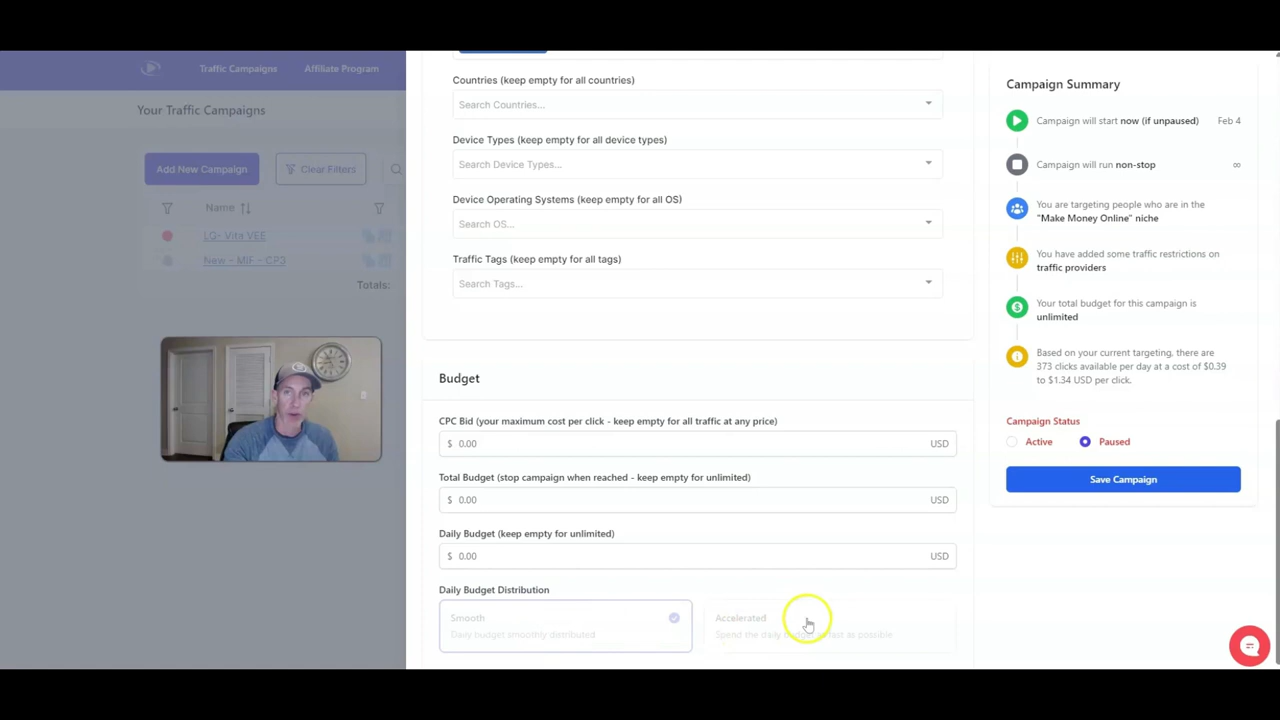 Traffic Campaigns
Affiliate Program
Your Traffic Campaigns
Add New Campaign
Clear Filters
Name
LG- Vita VEE
New - MIF - CP3
Totals:
Countries (keep empty for all countries)
Search Countries...
Device Types (keep empty for all device types)
Search Device Types...
Device Operating Systems (keep empty for all OS)
Search OS...
Traffic Tags (keep empty for all tags)
Search Tags...
Budget
CPC Bid (your maximum cost per click - keep empty for all traffic at any price)
$ 0.00 USD
Total Budget (stop campaign when reached - keep empty for unlimited)
$ 0.00 USD
Daily Budget (keep empty for unlimited)
$ 0.00 USD
Daily Budget Distribution
Smooth
Daily budget smoothly distributed
Accelerated
Spend the daily budget as fast as possible
Campaign Summary
Campaign will start now (if unpaused) Feb 4
Campaign will run non-stop ∞
You are targeting people who are in the
"Make Money Online" niche
You have added some traffic restrictions on
traffic providers
Your total budget for this campaign is
unlimited
Based on your current targeting, there are
373 clicks available per day at a cost of $0.39
to $1.34 USD per click.
Campaign Status
Active
Paused
Save Campaign